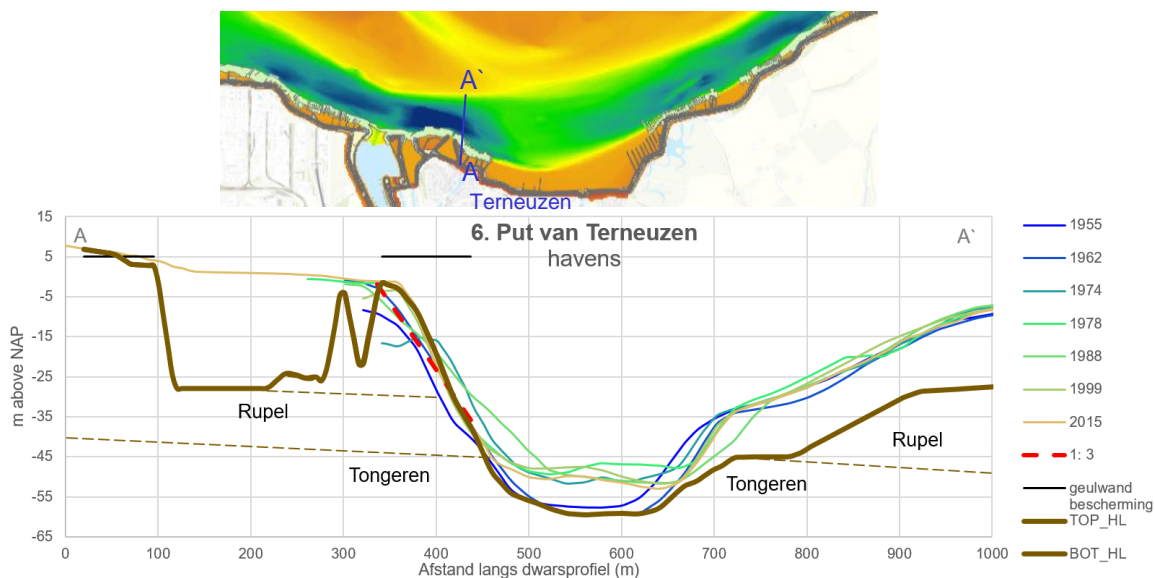 A`
A
Terneuzen
15
5
-5
-15
-25
-35
-45
-55
-65
m above NAP
A
6. Put van Terneuzen
havens
A`
Rupel
Tongeren
Tongeren
Rupel
0
100
200
300
400
500
600
700
800
900
1000
Afstand langs dwarsprofiel (m)
1955
1962
1974
1978
1988
1999
2015
1: 3
geulwand
bescherming
TOP_HL
BOT_HL